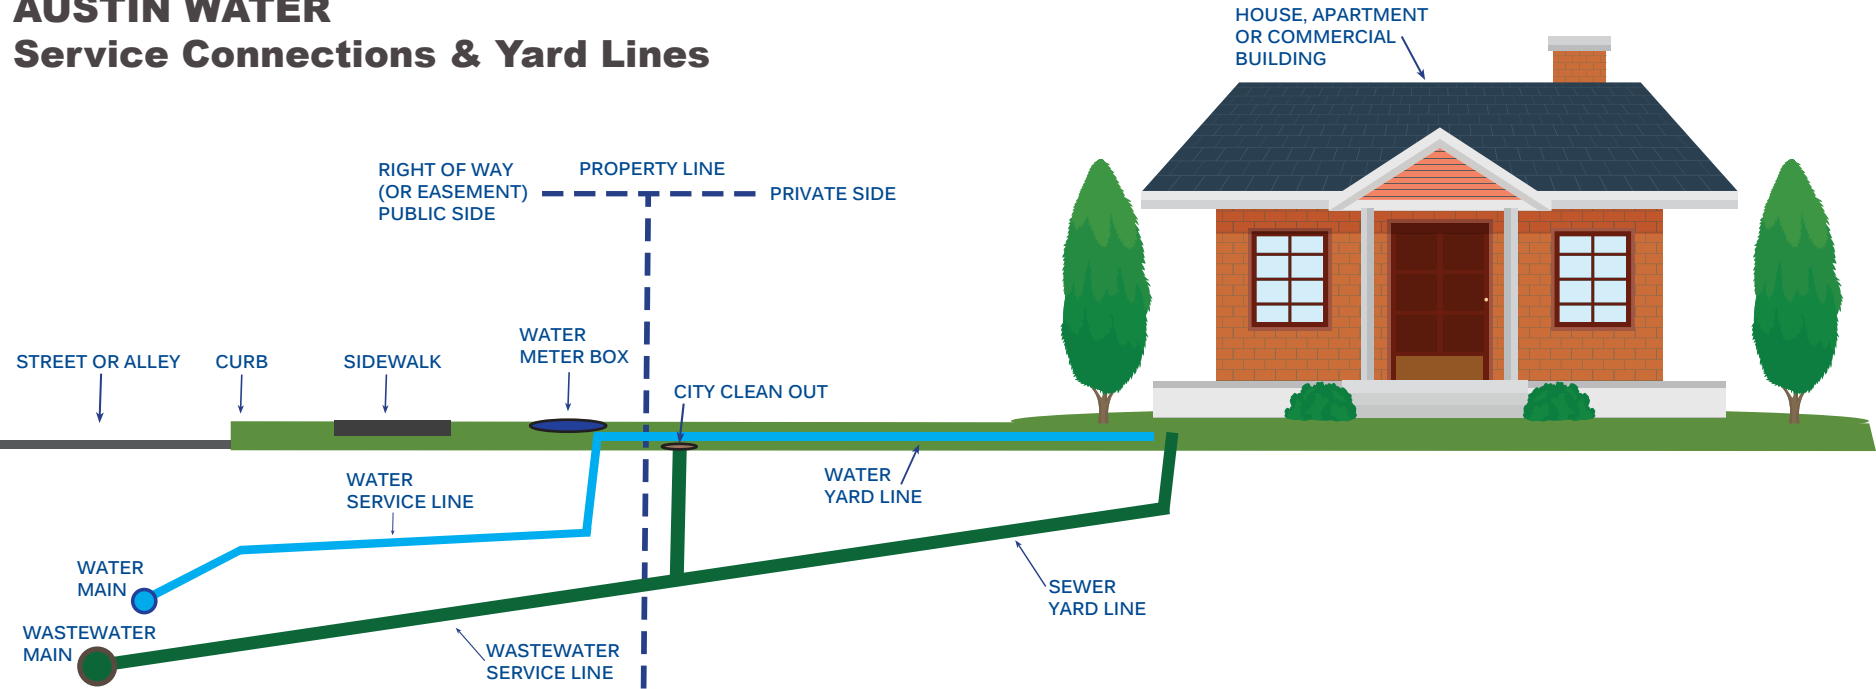 AUSTIN WATER
Service Connections & Yard Lines
HOUSE, APARTMENT
OR COMMERCIAL
BUILDING
RIGHT OF WAY
(OR EASEMENT)
PUBLIC SIDE
PROPERTY LINE
PRIVATE SIDE
STREET OR ALLEY
CURB
SIDEWALK
WATER
METER BOX
CITY CLEAN OUT
WATER
SERVICE LINE
WATER
YARD LINE
WATER
MAIN
SEWER
YARD LINE
WASTEWATER
MAIN
WASTEWATER
SERVICE LINE